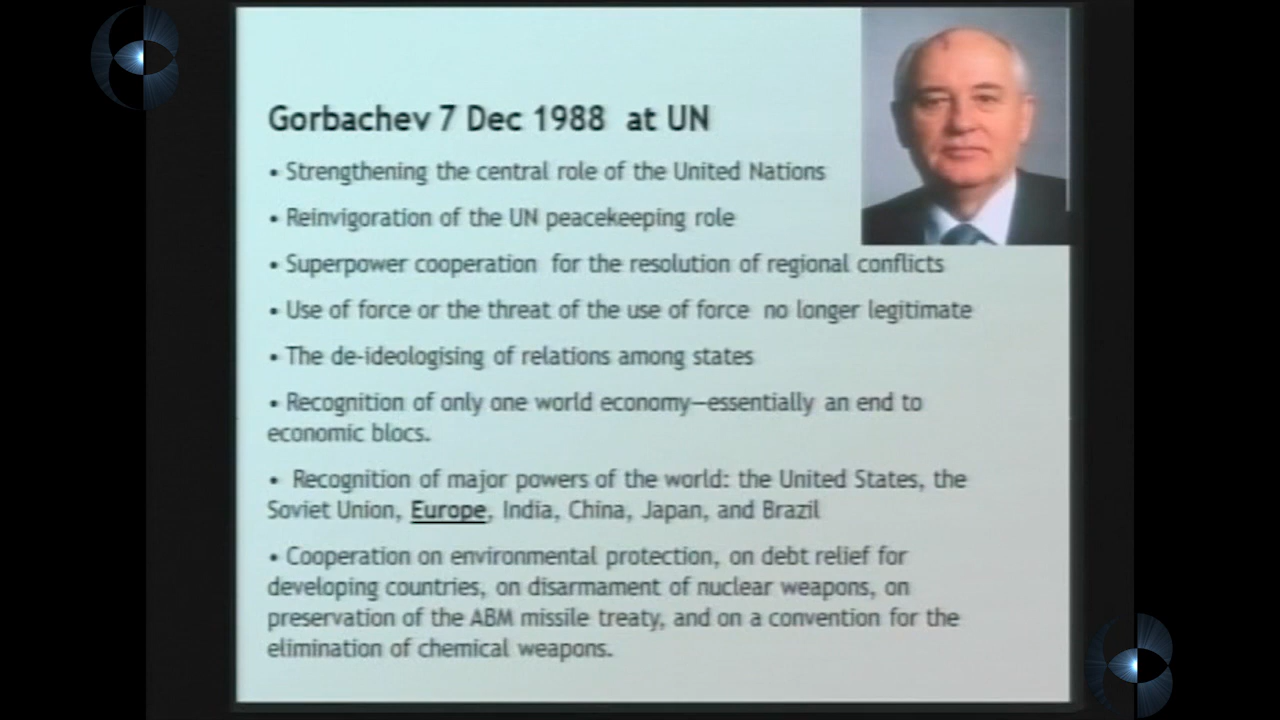 Gorbachev 7 Dec 1988 at UN
• Strengthening the central role of the United Nations
• Reinvigoration of the UN peacekeeping role
• Superpower cooperation for the resolution of regional conflicts
• Use of force or the threat of the use of force no longer legitimate
• The de-ideologising of relations among states
• Recognition of only one world economy—essentially an end to
economic blocs.
• Recognition of major powers of the world: the United States, the
Soviet Union, Europe, India, China, Japan, and Brazil
• Cooperation on environmental protection, on debt relief for
developing countries, on disarmament of nuclear weapons, on
preservation of the ABM missile treaty, and on a convention for the
elimination of chemical weapons.